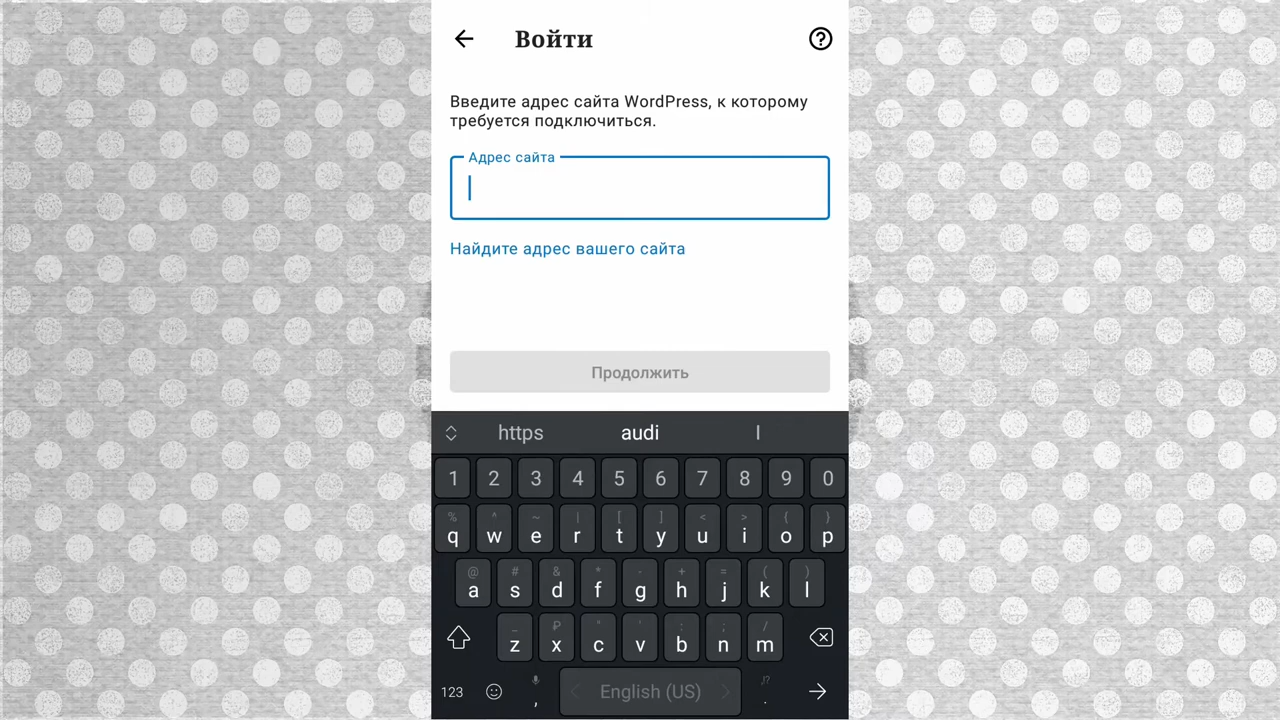 Войти
Введите адрес сайта WordPress, к которому
требуется подключиться.
Адрес сайта
Найдите адрес вашего сайта
Продолжить
https audi I
1 2 3 4 5 6 7 8 9 0
% ^ ~ | [ ] < > { }
q w e r t y u i o p
@ # & * - + = ( )
a s d f g h j k l
_ ₽ " ' : ; /
z x c v b n m
123 , English (US) !? .